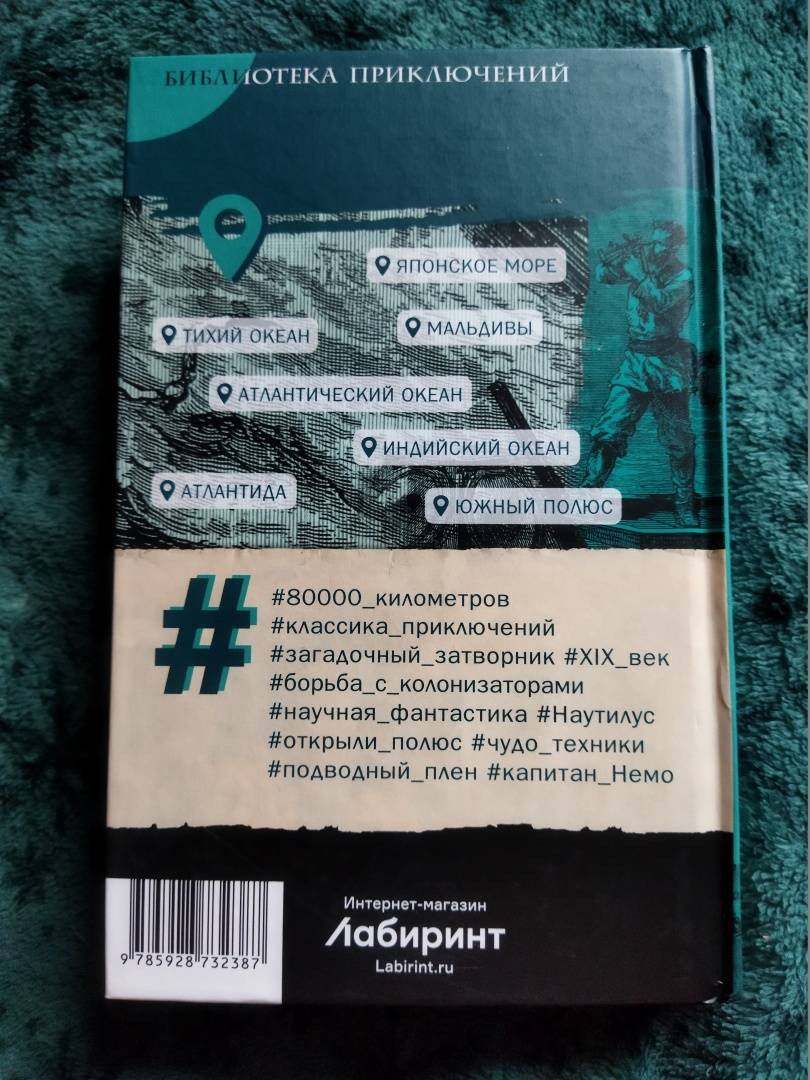 БИБЛИОТЕКА ПРИКЛЮЧЕНИЙ
ЯПОНСКОЕ МОРЕ
ТИХИЙ ОКЕАН
МАЛЬДИВЫ
АТЛАНТИЧЕСКИЙ ОКЕАН
ИНДИЙСКИЙ ОКЕАН
АТЛАНТИДА
ЮЖНЫЙ ПОЛЮС
#
#80000_километров
#классика_приключений
#загадочный_затворник #XIX_век
#борьба_с_колонизаторами
#научная_фантастика #Наутилус
#открыли_полюс #чудо_техники
#подводный_плен #капитан_Немо
Интернет-магазин
Лабиринт
Labirint.ru
9 785928 732387